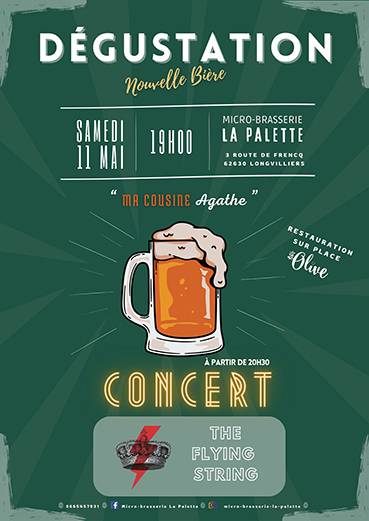 DÉGUSTATION
Nouvelle Bière
SAMEDI
11 MAI
19H00
MICRO-BRASSERIE
LA PALETTE
3 ROUTE DE FRENCQ
62630 LONGVILLIERS
“ MA COUSINE Agathe ”
RESTAURATION
SUR PLACE
Olive
À PARTIR DE 20H30
CONCERT
THE
FLYING
STRING
0665657031 Micro-brasserie La Palette micro-brasserie-la-palette